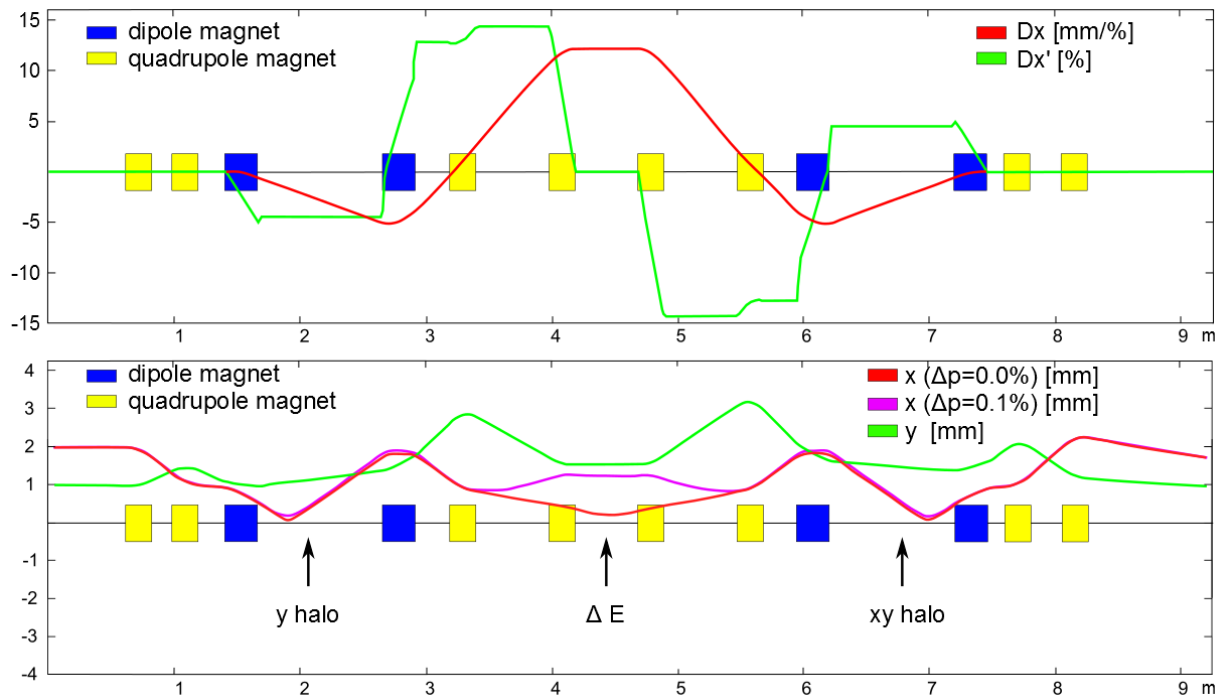 15
dipole magnet
Dx [mm/%]
quadrupole magnet
Dx' [%]
10
5
-5
-10
-15
1 2 3 4 5 6 7 8 9 m
4
dipole magnet
x (Δp=0.0%) [mm]
quadrupole magnet
x (Δp=0.1%) [mm]
3
y [mm]
2
1
-1
-2
y halo
Δ E
xy halo
-3
-4
1 2 3 4 5 6 7 8 9 m